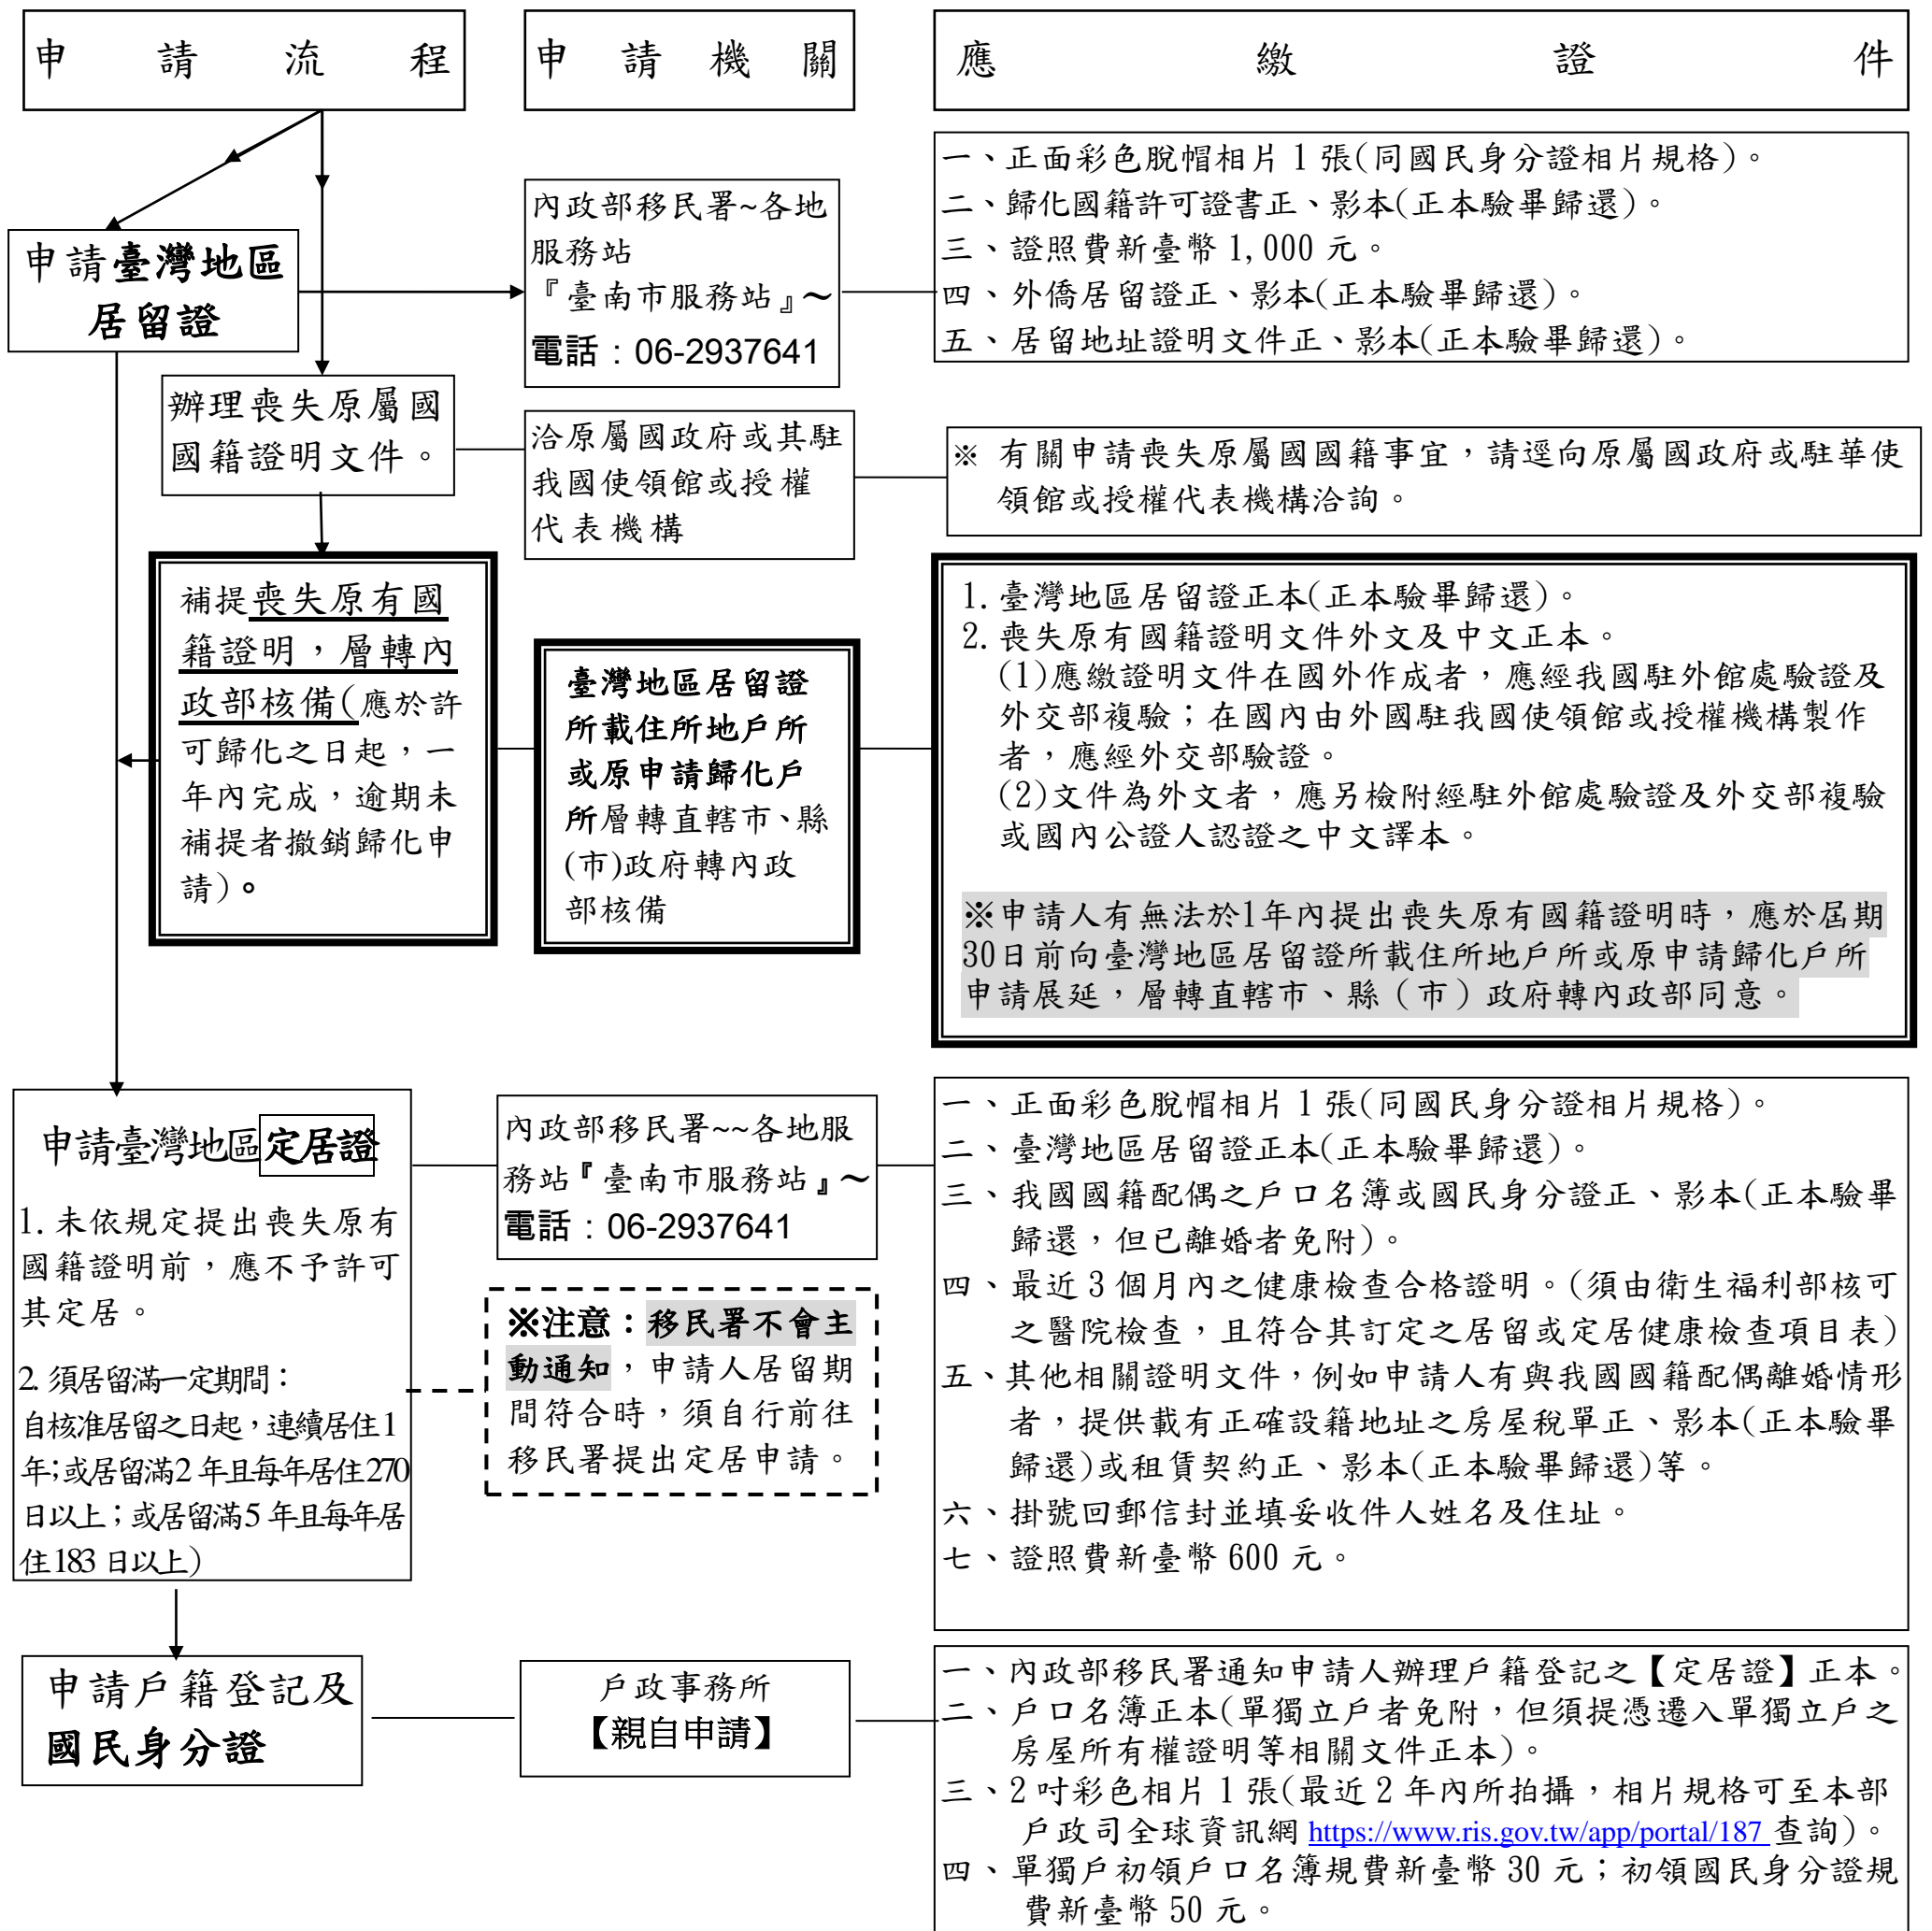 申請流程
申請機關
應繳證件
申請臺灣地區
居留證
內政部移民署~各地
服務站
『臺南市服務站』～
電話：06-2937641
一、正面彩色脫帽相片 1 張(同國民身分證相片規格)。
二、歸化國籍許可證書正、影本(正本驗畢歸還)。
三、證照費新臺幣 1,000 元。
四、外僑居留證正、影本(正本驗畢歸還)。
五、居留地址證明文件正、影本(正本驗畢歸還)。
辦理喪失原屬國
國籍證明文件。
洽原屬國政府或其駐
我國使領館或授權
代表機構
※ 有關申請喪失原屬國國籍事宜，請逕向原屬國政府或駐華使
領館或授權代表機構洽詢。
補提喪失原有國
籍證明，層轉內
政部核備(應於許
可歸化之日起，一
年內完成，逾期未
補提者撤銷歸化申
請)。
臺灣地區居留證
所載住所地戶所
或原申請歸化戶
所層轉直轄市、縣
(市)政府轉內政
部核備
1.臺灣地區居留證正本(正本驗畢歸還)。
2.喪失原有國籍證明文件外文及中文正本。
(1)應繳證明文件在國外作成者，應經我國駐外館處驗證及
外交部複驗；在國內由外國駐我國使領館或授權機構製作
者，應經外交部驗證。
(2)文件為外文者，應另檢附經駐外館處驗證及外交部複驗
或國內公證人認證之中文譯本。
※申請人有無法於1年內提出喪失原有國籍證明時，應於屆期
30日前向臺灣地區居留證所載住所地戶所或原申請歸化戶所
申請展延，層轉直轄市、縣（市）政府轉內政部同意。
申請臺灣地區定居證
1.未依規定提出喪失原有
國籍證明前，應不予許可
其定居。
2.須居留滿一定期間：
自核准居留之日起，連續居住1
年;或居留滿2 年且每年居住270
日以上；或居留滿5 年且每年居
住183 日以上）
內政部移民署~~各地服
務站『臺南市服務站』～
電話：06-2937641
※注意：移民署不會主
動通知，申請人居留期
間符合時，須自行前往
移民署提出定居申請。
一、正面彩色脫帽相片 1 張(同國民身分證相片規格)。
二、臺灣地區居留證正本(正本驗畢歸還)。
三、我國國籍配偶之戶口名簿或國民身分證正、影本(正本驗畢
歸還，但已離婚者免附)。
四、最近 3 個月內之健康檢查合格證明。(須由衛生福利部核可
之醫院檢查，且符合其訂定之居留或定居健康檢查項目表)
五、其他相關證明文件，例如申請人有與我國國籍配偶離婚情形
者，提供載有正確設籍地址之房屋稅單正、影本(正本驗畢
歸還)或租賃契約正、影本(正本驗畢歸還)等。
六、掛號回郵信封並填妥收件人姓名及住址。
七、證照費新臺幣 600 元。
申請戶籍登記及
國民身分證
戶政事務所
【親自申請】
一、內政部移民署通知申請人辦理戶籍登記之【定居證】正本。
二、戶口名簿正本(單獨立戶者免附，但須提憑遷入單獨立戶之
房屋所有權證明等相關文件正本)。
三、2 吋彩色相片 1 張(最近 2 年內所拍攝，相片規格可至本部
戶政司全球資訊網 https://www.ris.gov.tw/app/portal/187 查詢)。
四、單獨戶初領戶口名簿規費新臺幣 30 元；初領國民身分證規
費新臺幣 50 元。